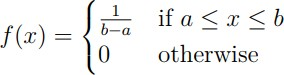 f(x) = { 1/(b−a) if a ≤ x ≤ b
0 otherwise